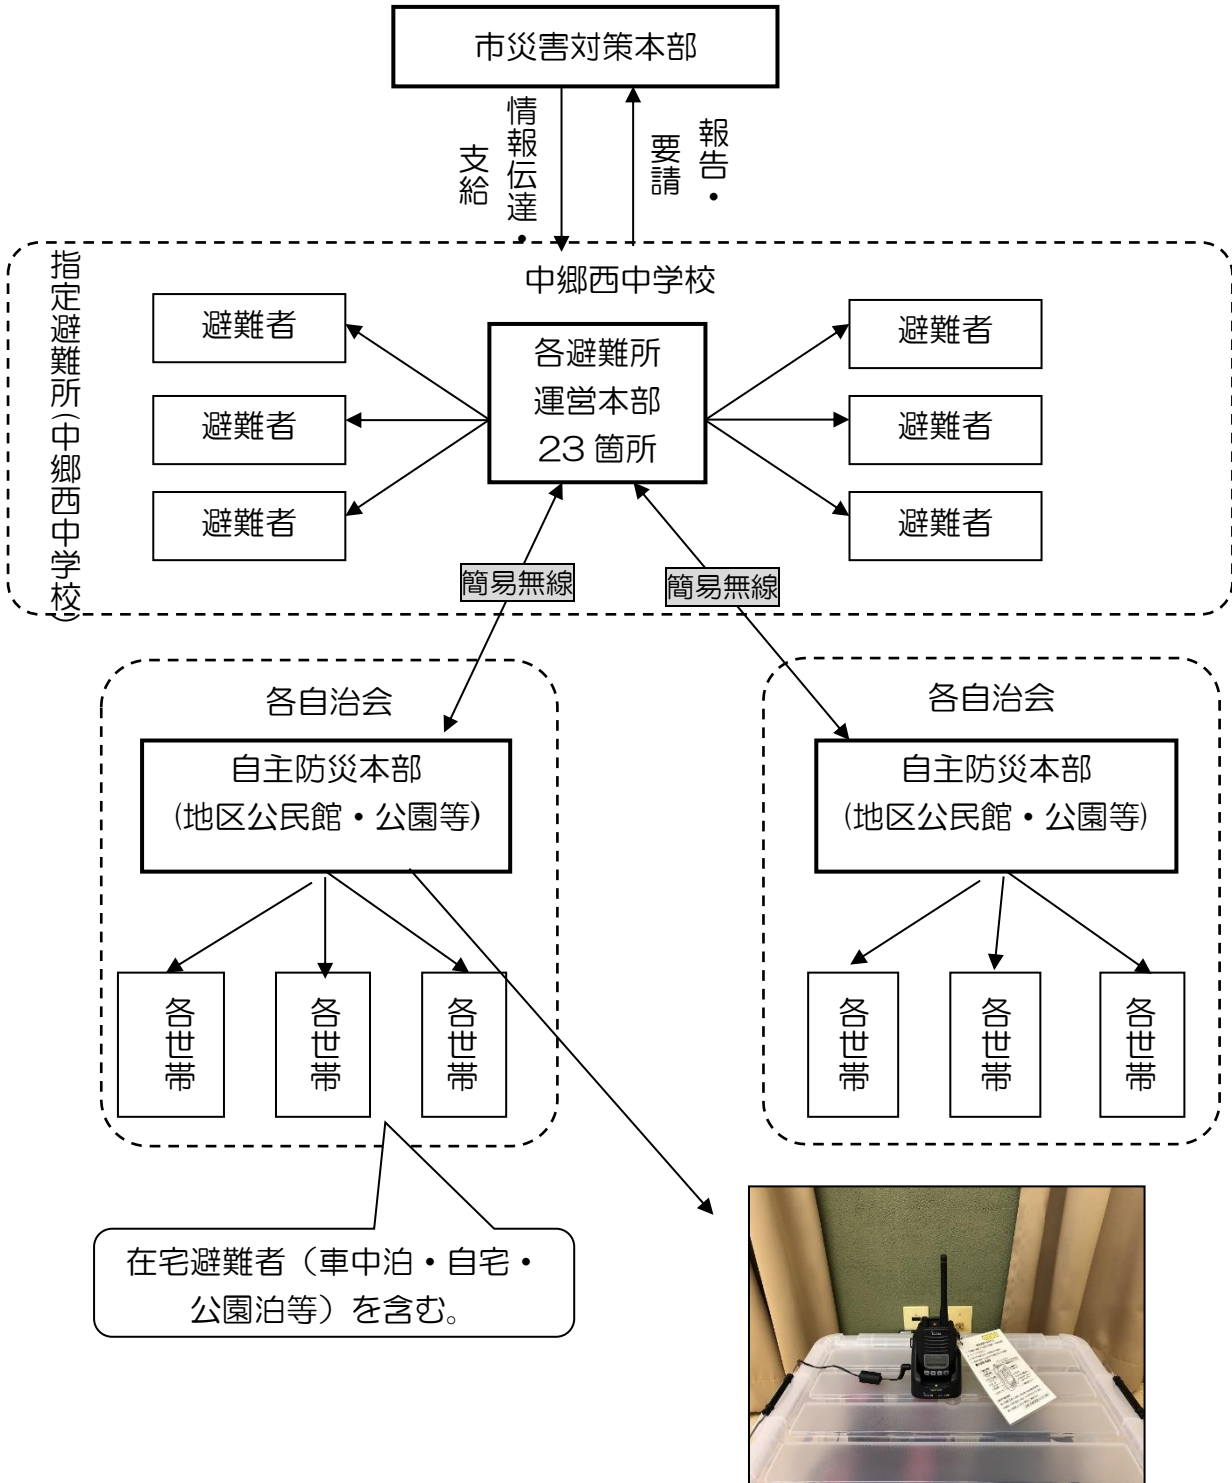 市災害対策本部
情報伝達・
支給
報告・
要請
指定避難所(中郷西中学校)
中郷西中学校
避難者
避難者
避難者
各避難所
運営本部
23箇所
避難者
避難者
避難者
簡易無線
簡易無線
各自治会
自主防災本部
(地区公民館・公園等)
各世帯
各世帯
各世帯
各自治会
自主防災本部
(地区公民館・公園等)
各世帯
各世帯
各世帯
在宅避難者(車中泊・自宅・
公園泊等)を含む。